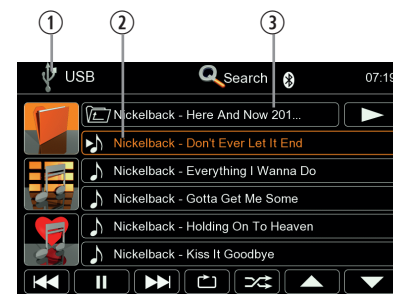 1 2 3
USB Search 07:19
Nickelback - Here And Now 201...
Nickelback - Don't Ever Let It End
Nickelback - Everything I Wanna Do
Nickelback - Gotta Get Me Some
Nickelback - Holding On To Heaven
Nickelback - Kiss It Goodbye